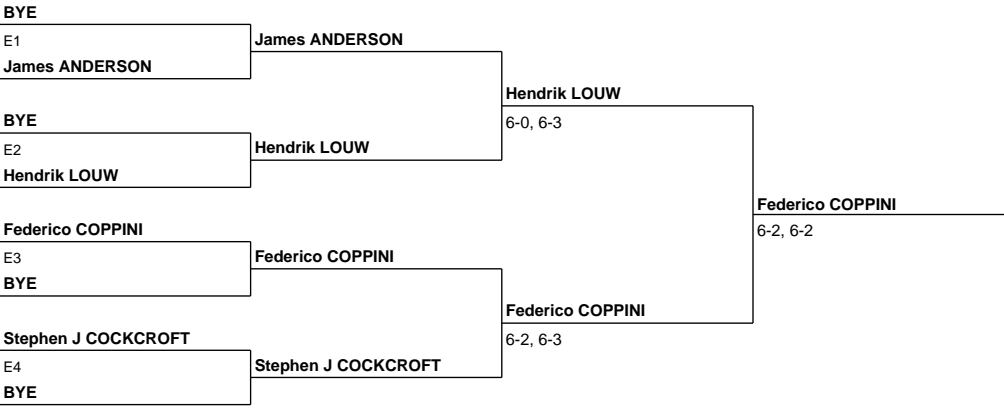 BYE
E1
James ANDERSON
James ANDERSON
BYE
E2
Hendrik LOUW
Hendrik LOUW
Hendrik LOUW
6-0, 6-3
Federico COPPINI
E3
BYE
Federico COPPINI
Stephen J COCKCROFT
E4
BYE
Stephen J COCKCROFT
Federico COPPINI
6-2, 6-3
Federico COPPINI
6-2, 6-2